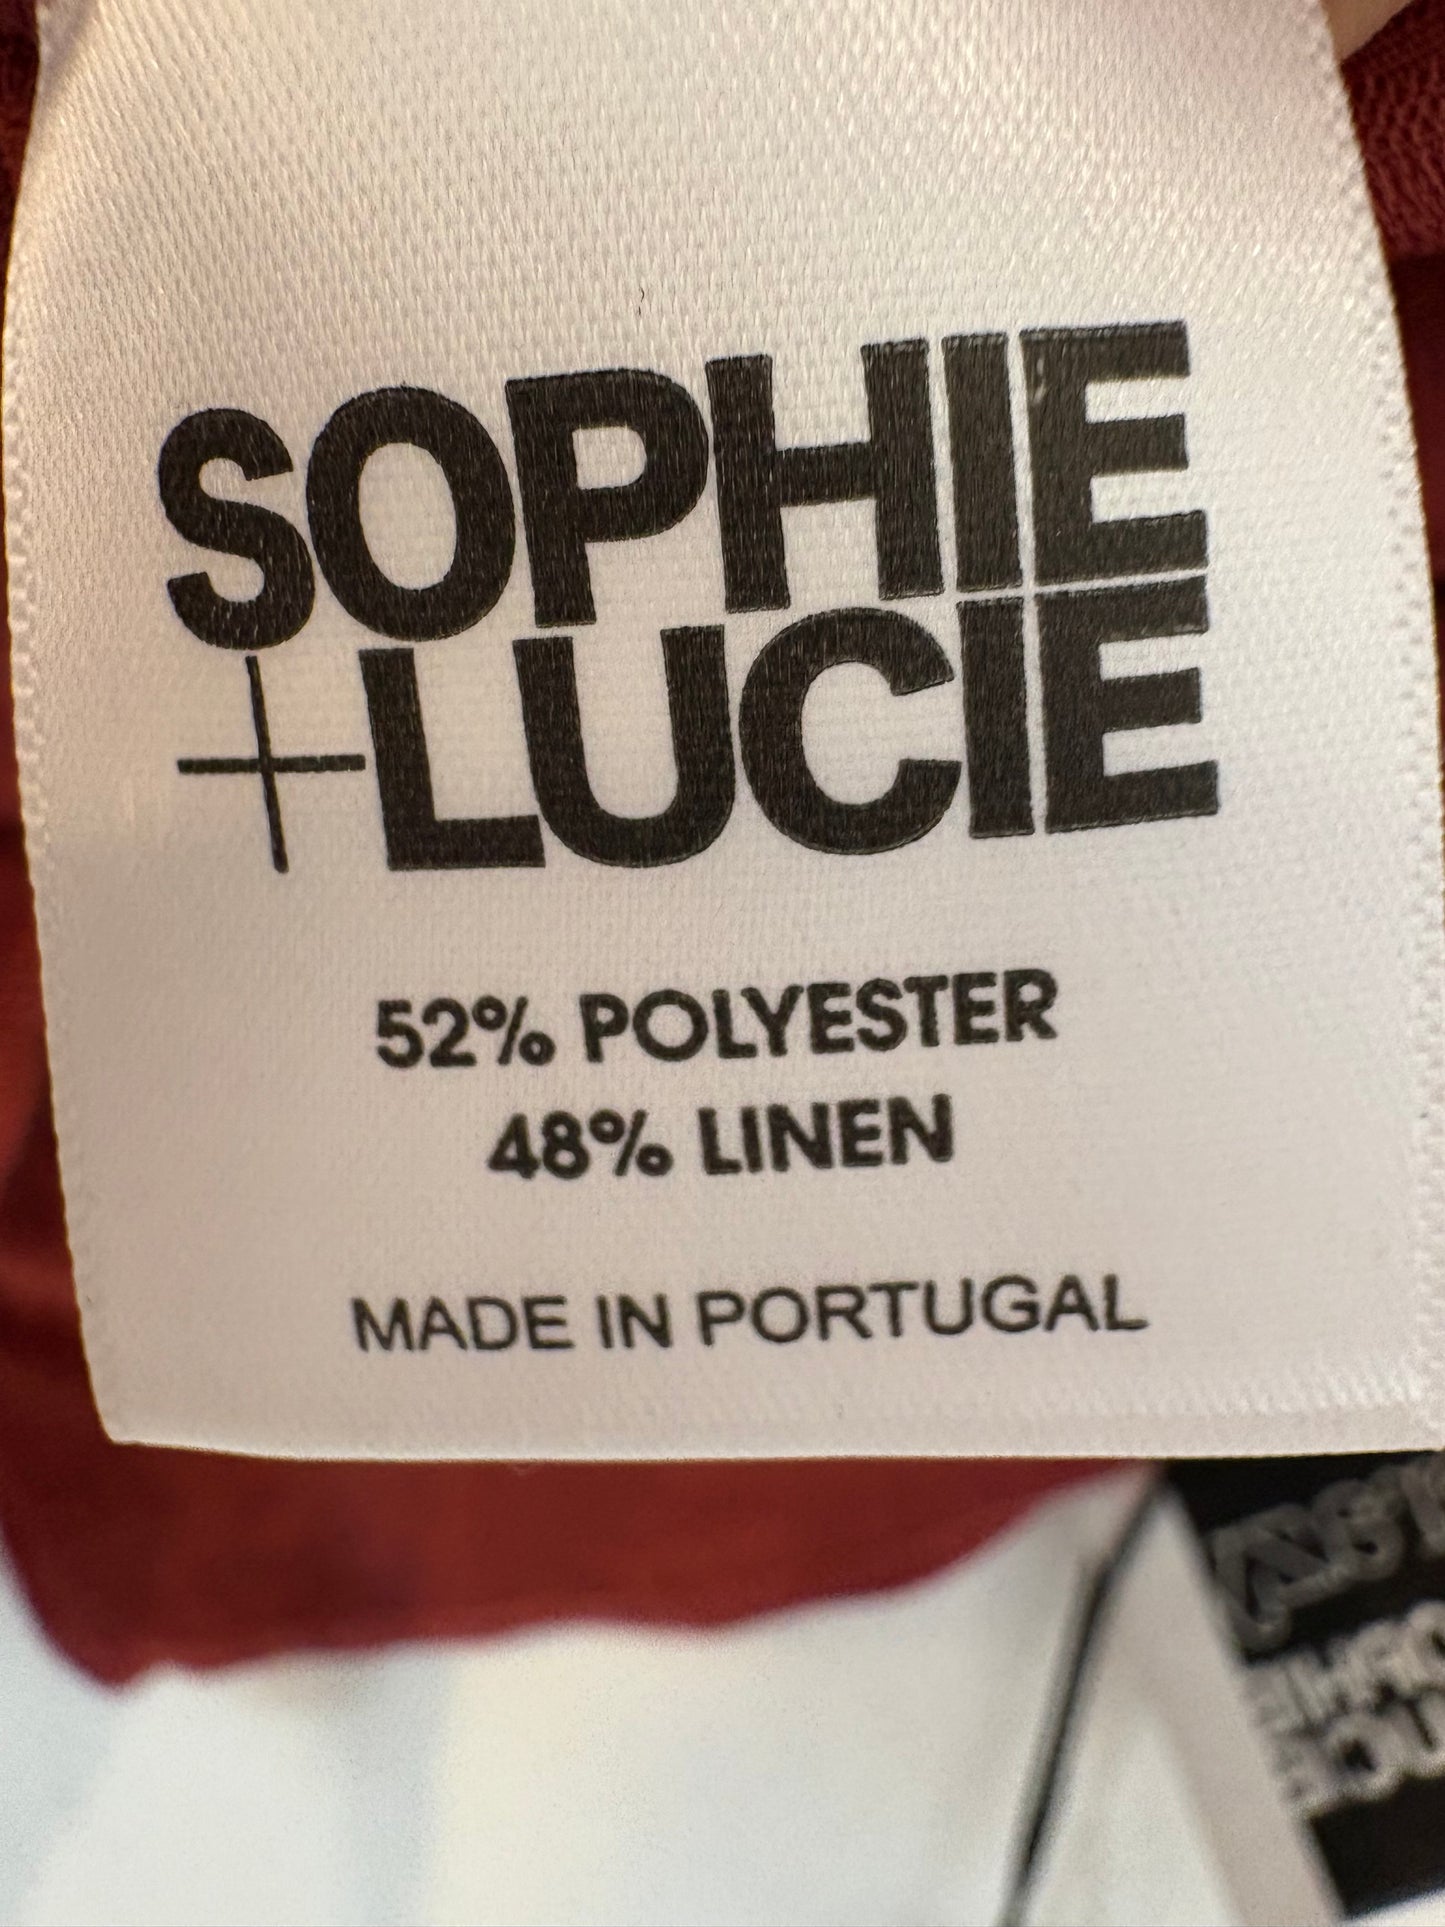 SOPHIE
+LUCIE
52% POLYESTER
48% LINEN
MADE IN PORTUGAL